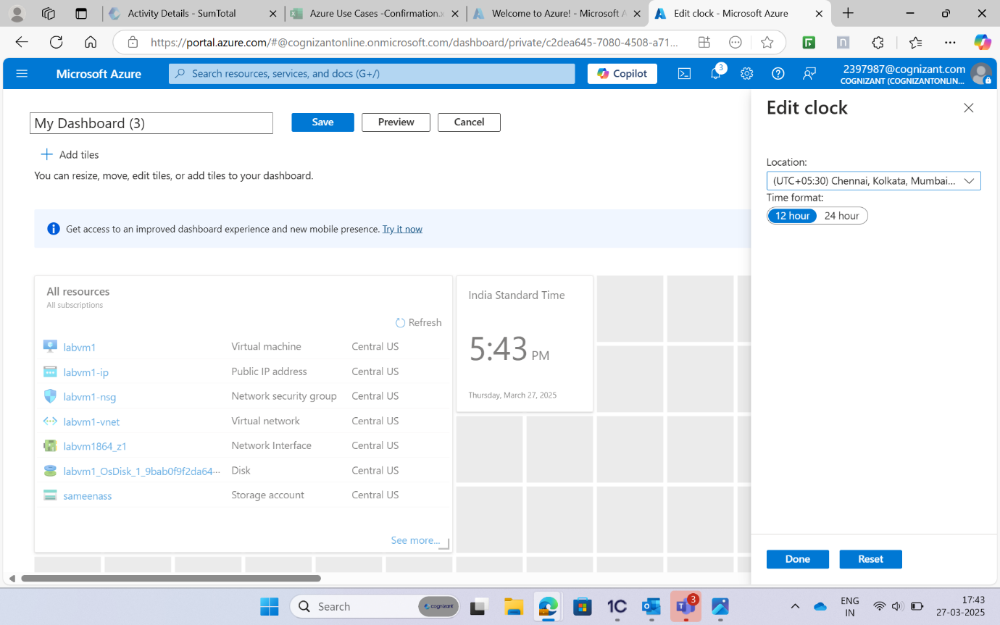 Activity Details - SumTotal
Azure Use Cases -Confirmation.x
Welcome to Azure! - Microsoft A
Edit clock - Microsoft Azure
https://portal.azure.com/#@cognizantonline.onmicrosoft.com/dashboard/private/c2dea645-7080-4508-a71...
Microsoft Azure
Search resources, services, and docs (G+/)
Copilot
3
2397987@cognizant.com
COGNIZANT (COGNIZANTONLIN...
My Dashboard (3)
Save
Preview
Cancel
Add tiles
You can resize, move, edit tiles, or add tiles to your dashboard.
Get access to an improved dashboard experience and new mobile presence. Try it now
All resources
All subscriptions
Refresh
labvm1 Virtual machine Central US
labvm1-ip Public IP address Central US
labvm1-nsg Network security group Central US
labvm1-vnet Virtual network Central US
labvm1864_z1 Network Interface Central US
labvm1_OsDisk_1_9bab0f9f2da64... Disk Central US
sameenass Storage account Central US
See more...
India Standard Time
5:43 PM
Thursday, March 27, 2025
Edit clock
Location:
(UTC+05:30) Chennai, Kolkata, Mumbai...
Time format:
12 hour 24 hour
Done
Reset
Search
cognizant
1C
3
ENG
IN
17:43
27-03-2025